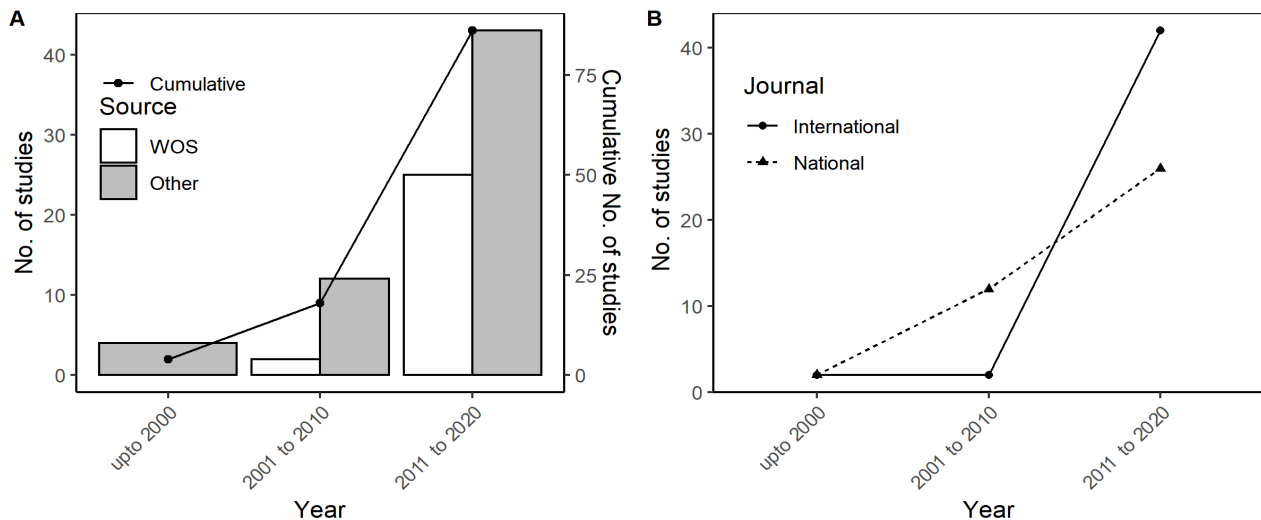 A
No. of studies
40
30
20
10
0
Cumulative
Source
WOS
Other
75
50
25
0
Cumulative No. of studies
upto 2000
2001 to 2010
2011 to 2020
Year
B
No. of studies
40
30
20
10
0
Journal
International
National
upto 2000
2001 to 2010
2011 to 2020
Year